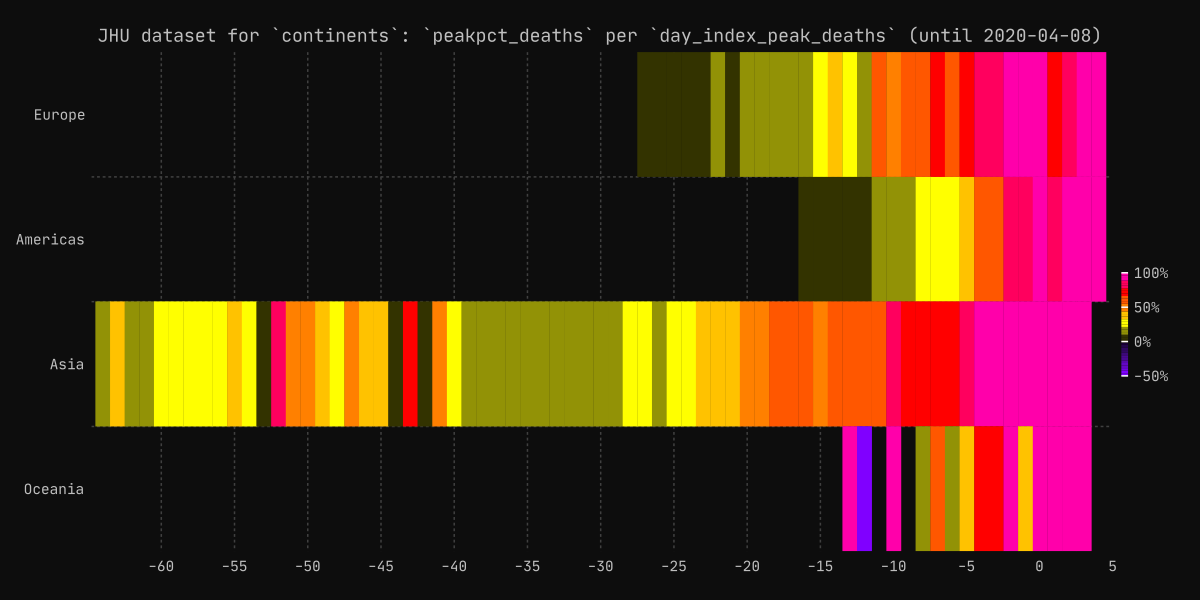 JHU dataset for `continents`: `peakpct_deaths` per `day_index_peak_deaths` (until 2020-04-08)
Europe
Americas
Asia
Oceania
100%
50%
0%
-50%
-60 -55 -50 -45 -40 -35 -30 -25 -20 -15 -10 -5 0 5